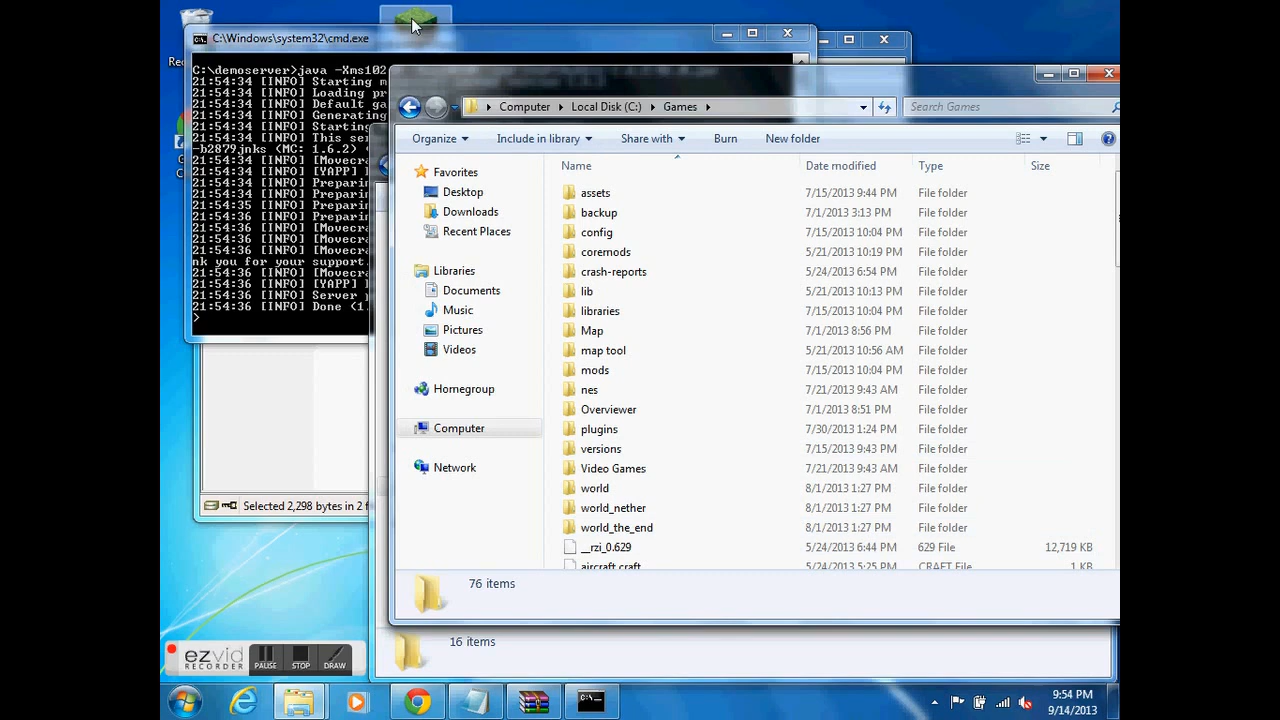 Rec
C:\Windows\system32\cmd.exe
C:\demoserver>java -Xms102
21:54:34 [INFO] Starting m
21:54:34 [INFO] Loading pr
21:54:34 [INFO] Default ga
21:54:34 [INFO] Generating
21:54:34 [INFO] Starting
21:54:34 [INFO] This se
-b2879jnks (MC: 1.6.2)
21:54:34 [INFO] [Movecra
21:54:34 [INFO] [YAPP]
21:54:34 [INFO] Preparin
21:54:34 [INFO] Preparin
21:54:35 [INFO] Preparin
21:54:36 [INFO] Preparin
21:54:36 [INFO] [Movecra
21:54:36 [INFO] [Movecra
21:54:36 [INFO] [Movecra
nk you for your support.
21:54:36 [INFO] [Movecra
21:54:36 [INFO] [YAPP]
21:54:36 [INFO] Server
21:54:36 [INFO] Done (1.
>
Selected 2,298 bytes in 2 f
Computer Local Disk (C:) Games
Search Games
Organize Include in library Share with Burn New folder
Favorites
Desktop
Downloads
Recent Places
Libraries
Documents
Music
Pictures
Videos
Homegroup
Computer
Network
Name Date modified Type Size
assets 7/15/2013 9:44 PM File folder
backup 7/1/2013 3:13 PM File folder
config 7/15/2013 10:04 PM File folder
coremods 5/21/2013 10:19 PM File folder
crash-reports 5/24/2013 6:54 PM File folder
lib 5/21/2013 10:13 PM File folder
libraries 7/15/2013 10:04 PM File folder
Map 7/1/2013 8:56 PM File folder
map tool 5/21/2013 10:56 AM File folder
mods 7/15/2013 10:04 PM File folder
nes 7/21/2013 9:43 AM File folder
Overviewer 7/1/2013 8:51 PM File folder
plugins 7/30/2013 1:24 PM File folder
versions 7/15/2013 9:43 PM File folder
Video Games 7/21/2013 9:43 AM File folder
world 8/1/2013 1:27 PM File folder
world_nether 8/1/2013 1:27 PM File folder
world_the_end 8/1/2013 1:27 PM File folder
__rzi_0.629 5/24/2013 6:44 PM 629 File 12,719 KB
aircraft.craft 5/24/2013 5:25 PM CRAFT File 1 KB
76 items
16 items
ezvid
RECORDER
PAUSE STOP DRAW
9:54 PM
9/14/2013